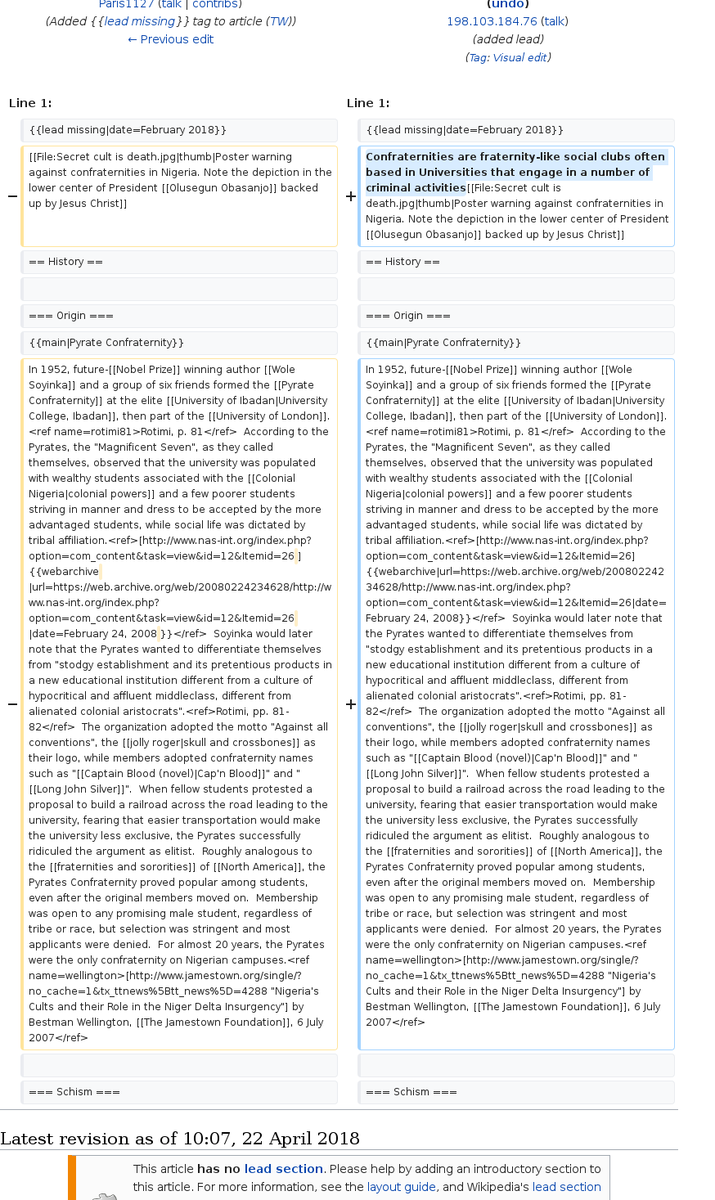 Paris1127 (talk | contribs)
(Added {{lead missing}} tag to article (TW))
← Previous edit
(undo)
198.103.184.76 (talk)
(added lead)
(Tag: Visual edit)
Line 1:
Line 1:
{{lead missing|date=February 2018}}
{{lead missing|date=February 2018}}
−
[[File:Secret cult is death.jpg|thumb|Poster warning
against confraternities in Nigeria. Note the depiction in the
lower center of President [[Olusegun Obasanjo]] backed
up by Jesus Christ]]
+
Confraternities are fraternity-like social clubs often
based in Universities that engage in a number of
criminal activities[[File:Secret cult is
death.jpg|thumb|Poster warning against confraternities in
Nigeria. Note the depiction in the lower center of President
[[Olusegun Obasanjo]] backed up by Jesus Christ]]
== History ==
== History ==
=== Origin ===
=== Origin ===
{{main|Pyrate Confraternity}}
{{main|Pyrate Confraternity}}
−
In 1952, future-[[Nobel Prize]] winning author [[Wole
Soyinka]] and a group of six friends formed the [[Pyrate
Confraternity]] at the elite [[University of Ibadan|University
College, Ibadan]], then part of the [[University of London]].
<ref name=rotimi81>Rotimi, p. 81</ref>  According to the
Pyrates, the "Magnificent Seven", as they called
themselves, observed that the university was populated
with wealthy students associated with the [[Colonial
Nigeria|colonial powers]] and a few poorer students
striving in manner and dress to be accepted by the more
advantaged students, while social life was dictated by
tribal affiliation.<ref>[http://www.nas-int.org/index.php?
option=com_content&task=view&id=12&Itemid=26 ]
{{webarchive
|url=https://web.archive.org/web/20080224234628/http://w
ww.nas-int.org/index.php?
option=com_content&task=view&id=12&Itemid=26
|date=February 24, 2008 }}</ref>  Soyinka would later
note that the Pyrates wanted to differentiate themselves
from "stodgy establishment and its pretentious products in
a new educational institution different from a culture of
hypocritical and affluent middleclass, different from
alienated colonial aristocrats".<ref>Rotimi, pp. 81-
82</ref>  The organization adopted the motto "Against all
conventions", the [[jolly roger|skull and crossbones]] as
their logo, while members adopted confraternity names
such as "[[Captain Blood (novel)|Cap'n Blood]]" and "
[[Long John Silver]]".  When fellow students protested a
proposal to build a railroad across the road leading to the
university, fearing that easier transportation would make
the university less exclusive, the Pyrates successfully
ridiculed the argument as elitist.  Roughly analogous to
the [[fraternities and sororities]] of [[North America]], the
Pyrates Confraternity proved popular among students,
even after the original members moved on.  Membership
was open to any promising male student, regardless of
tribe or race, but selection was stringent and most
applicants were denied.  For almost 20 years, the Pyrates
were the only confraternity on Nigerian campuses.<ref
name=wellington>[http://www.jamestown.org/single/?
no_cache=1&tx_ttnews%5Btt_news%5D=4288 "Nigeria's
Cults and their Role in the Niger Delta Insurgency"] by
Bestman Wellington, [[The Jamestown Foundation]], 6 July
2007</ref>
+
In 1952, future-[[Nobel Prize]] winning author [[Wole
Soyinka]] and a group of six friends formed the [[Pyrate
Confraternity]] at the elite [[University of Ibadan|University
College, Ibadan]], then part of the [[University of London]].
<ref name=rotimi81>Rotimi, p. 81</ref>  According to the
Pyrates, the "Magnificent Seven", as they called
themselves, observed that the university was populated
with wealthy students associated with the [[Colonial
Nigeria|colonial powers]] and a few poorer students
striving in manner and dress to be accepted by the more
advantaged students, while social life was dictated by
tribal affiliation.<ref>[http://www.nas-int.org/index.php?
option=com_content&task=view&id=12&Itemid=26]
{{webarchive|url=https://web.archive.org/web/200802242
34628/http://www.nas-int.org/index.php?
option=com_content&task=view&id=12&Itemid=26|date=
February 24, 2008}}</ref>  Soyinka would later note that
the Pyrates wanted to differentiate themselves from
"stodgy establishment and its pretentious products in a
new educational institution different from a culture of
hypocritical and affluent middleclass, different from
alienated colonial aristocrats".<ref>Rotimi, pp. 81-
82</ref>  The organization adopted the motto "Against all
conventions", the [[jolly roger|skull and crossbones]] as
their logo, while members adopted confraternity names
such as "[[Captain Blood (novel)|Cap'n Blood]]" and "
[[Long John Silver]]".  When fellow students protested a
proposal to build a railroad across the road leading to the
university, fearing that easier transportation would make
the university less exclusive, the Pyrates successfully
ridiculed the argument as elitist.  Roughly analogous to
the [[fraternities and sororities]] of [[North America]], the
Pyrates Confraternity proved popular among students,
even after the original members moved on.  Membership
was open to any promising male student, regardless of
tribe or race, but selection was stringent and most
applicants were denied.  For almost 20 years, the Pyrates
were the only confraternity on Nigerian campuses.<ref
name=wellington>[http://www.jamestown.org/single/?
no_cache=1&tx_ttnews%5Btt_news%5D=4288 "Nigeria's
Cults and their Role in the Niger Delta Insurgency"] by
Bestman Wellington, [[The Jamestown Foundation]], 6 July
2007</ref>
=== Schism ===
=== Schism ===
Latest revision as of 10:07, 22 April 2018
This article has no lead section. Please help by adding an introductory section to
this article. For more information, see the layout guide, and Wikipedia's lead section